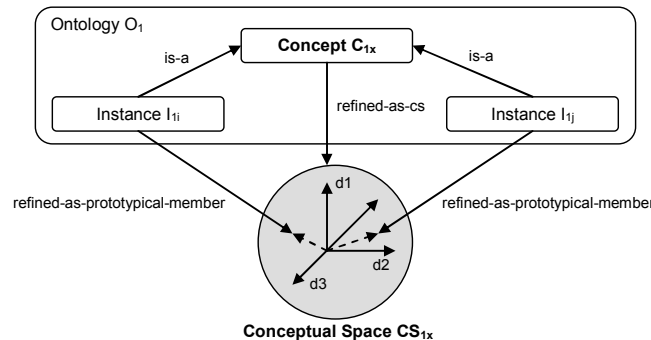 Ontology O₁
Concept C₁ₓ
is-a
is-a
Instance I₁ᵢ
refined-as-cs
Instance I₁ⱼ
d1
refined-as-prototypical-member
refined-as-prototypical-member
d2
d3
Conceptual Space CS₁ₓ